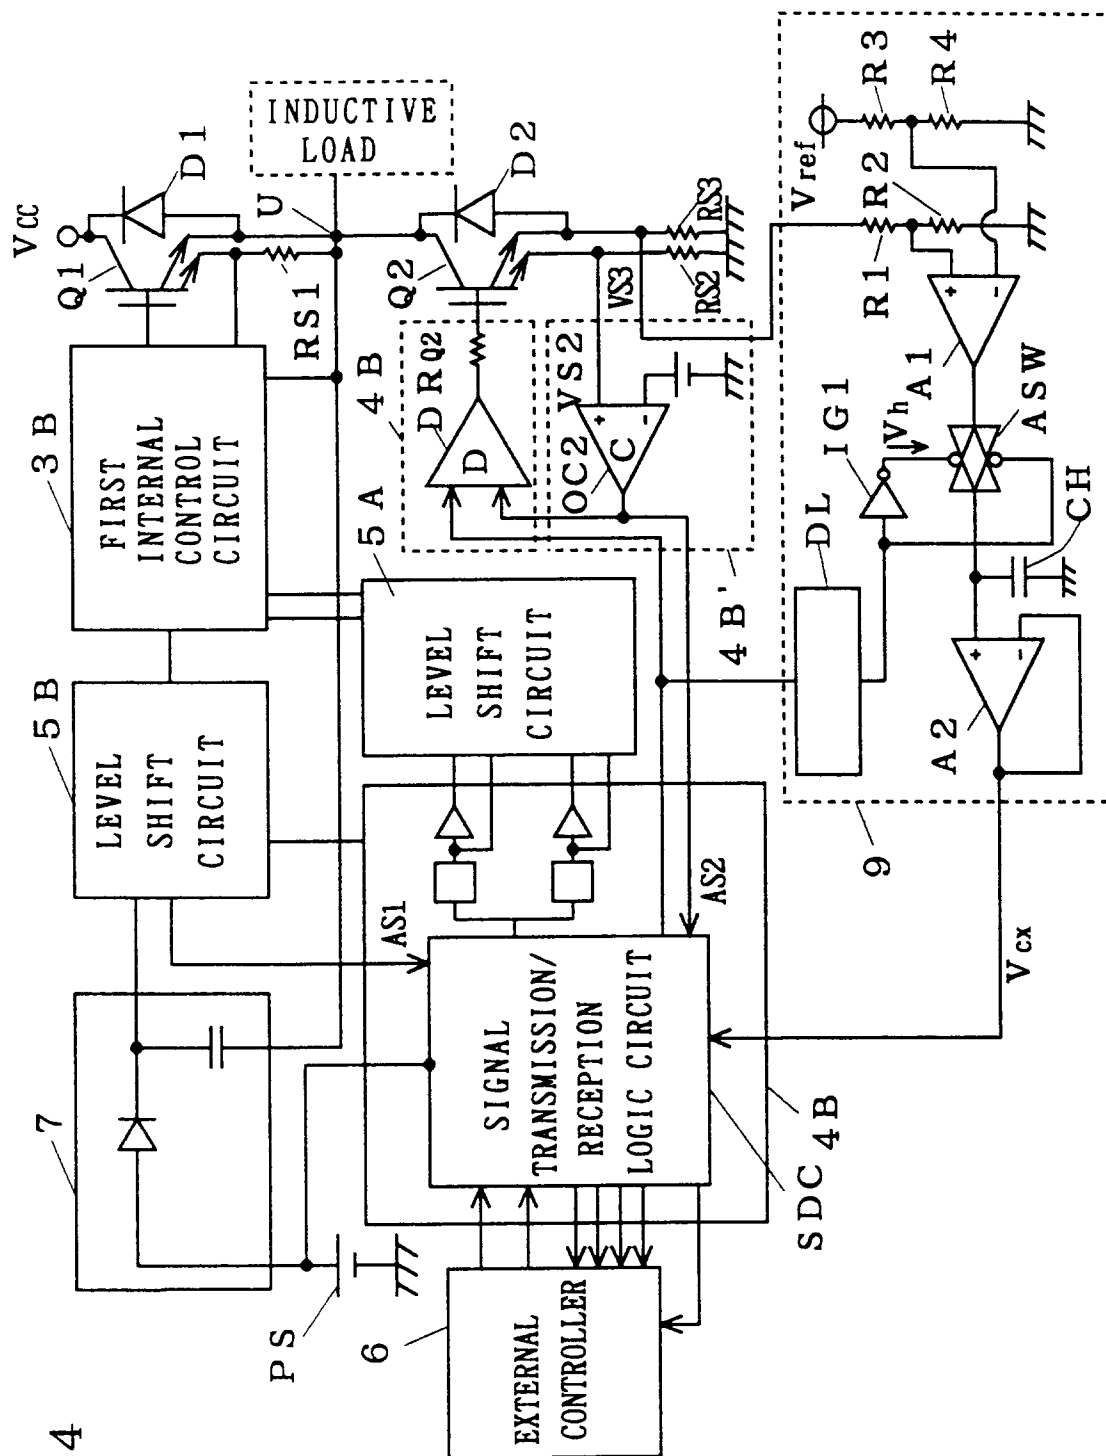 4
V CC
Q1
D1
INDUCTIVE
LOAD
U
RS1
3B
FIRST
INTERNAL
CONTROL
CIRCUIT
5B
LEVEL
SHIFT
CIRCUIT
7
PS
AS1
5A
LEVEL
SHIFT
CIRCUIT
4B
DRQ2
D
Q2
D2
VS3
RS3
RS2
VS2
OC2
+
-
C
4B'
6
EXTERNAL
CONTROLLER
SIGNAL
TRANSMISSION/
RECEPTION
LOGIC CIRCUIT
AS2
4B
SDC
Vcx
9
DL
IG1
Vh
A1
+
-
ASW
CH
A2
+
-
Vref
R1
R2
R3
R4